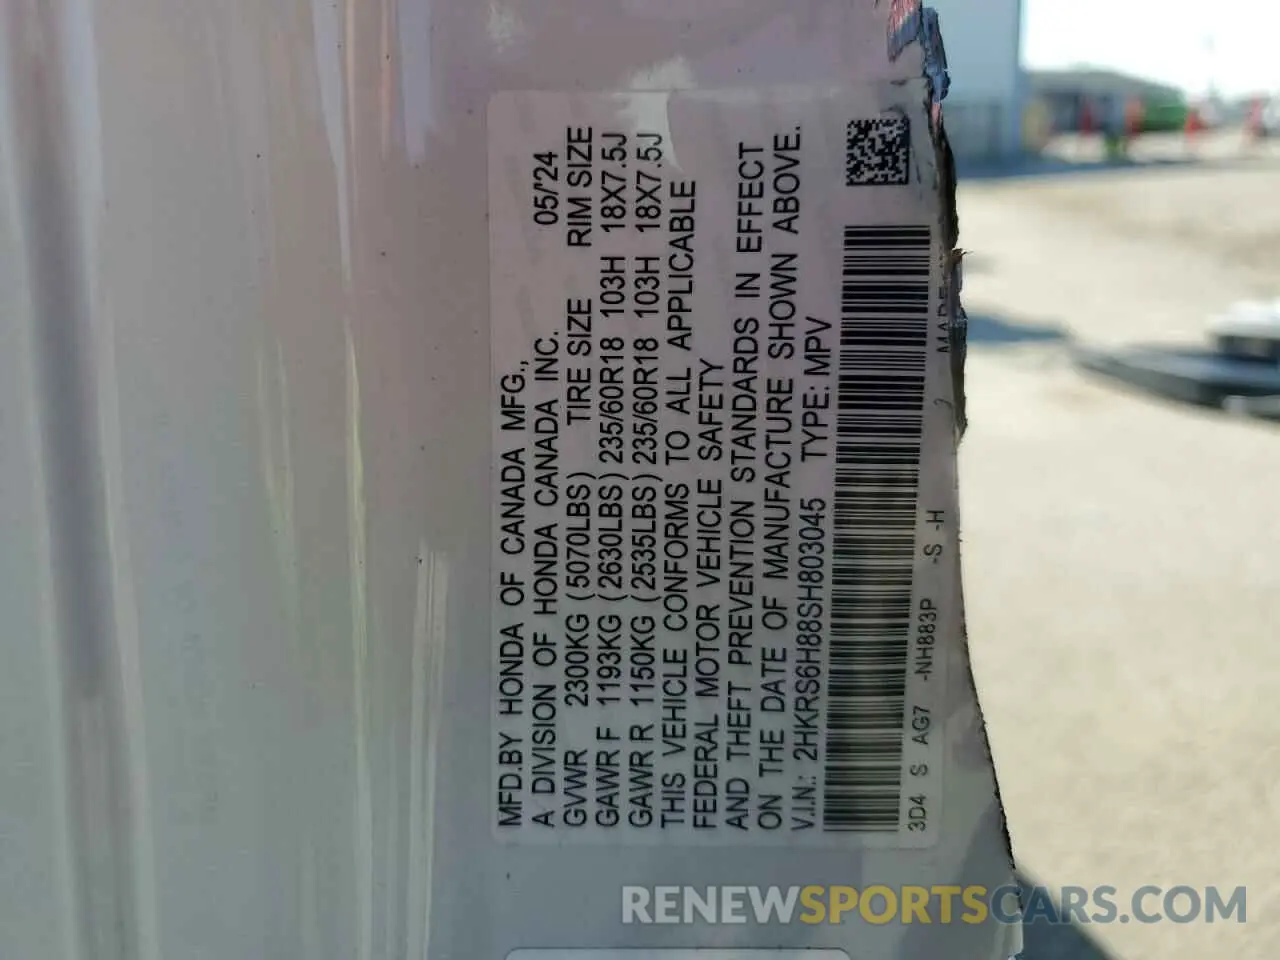 MFD.BY HONDA OF CANADA MFG.,
A DIVISION OF HONDA CANADA INC. 05/'24
GVWR 2300KG (5070LBS) TIRE SIZE RIM SIZE
GAWR F 1193KG (2630LBS) 235/60R18 103H 18X7.5J
GAWR R 1150KG (2535LBS) 235/60R18 103H 18X7.5J
THIS VEHICLE CONFORMS TO ALL APPLICABLE
FEDERAL MOTOR VEHICLE SAFETY
AND THEFT PREVENTION STANDARDS IN EFFECT
ON THE DATE OF MANUFACTURE SHOWN ABOVE.
V.I.N.: 2HKRS6H88SH803045 TYPE: MPV
3D4 S AG7 -NH883P -S -H
RENEWSPORTSCARS.COM